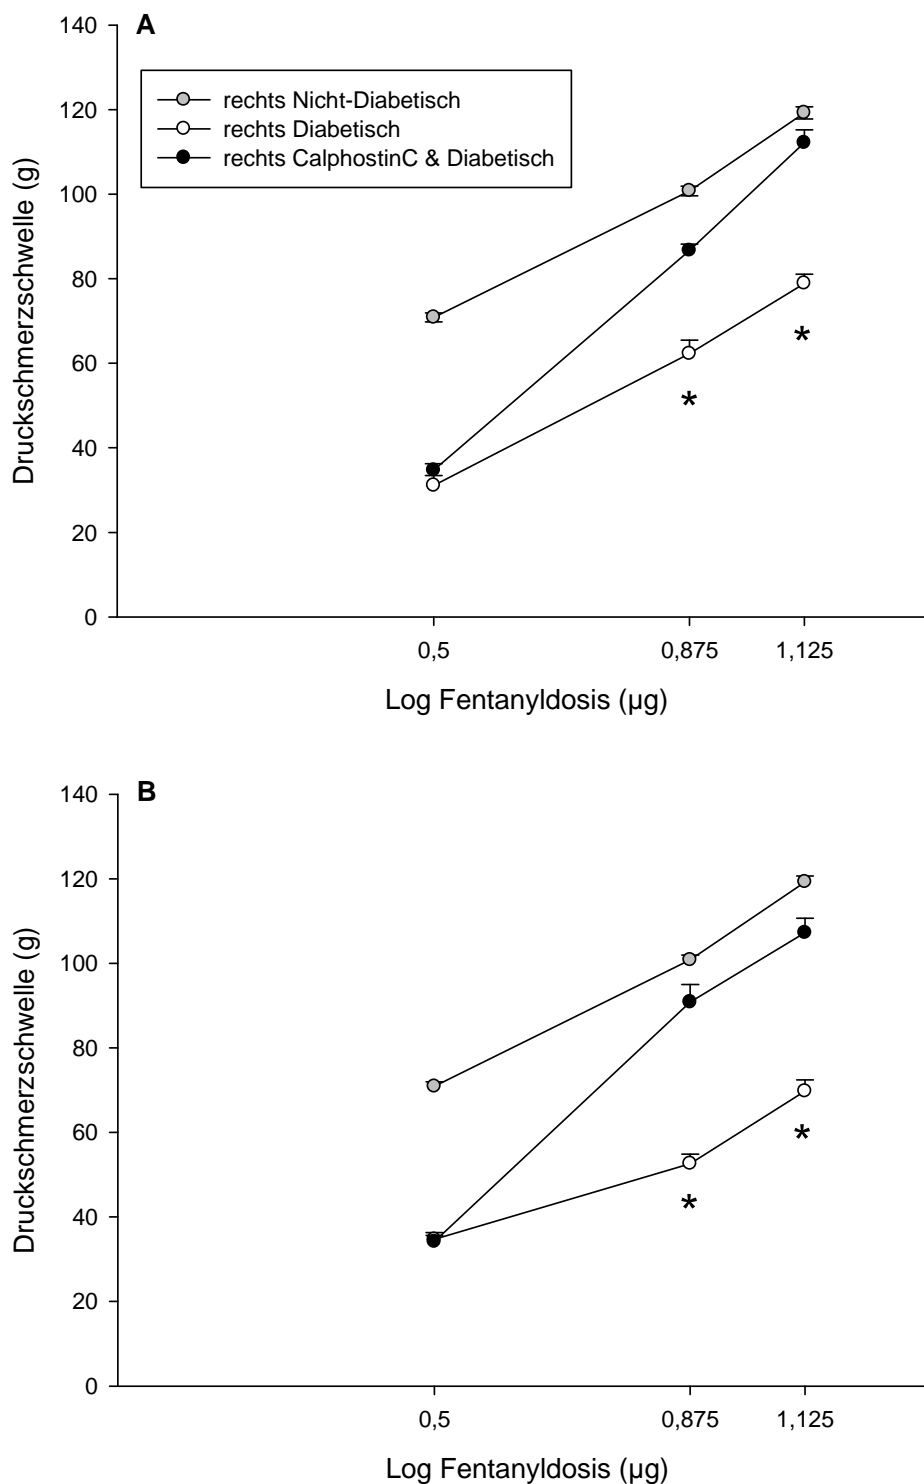 A
140
120
100
80
60
40
20
0
Druckschmerzschwelle (g)
rechts Nicht-Diabetisch
rechts Diabetisch
rechts CalphostinC & Diabetisch
*
*
0,5 0,875 1,125
Log Fentanyldosis (µg)
B
140
120
100
80
60
40
20
0
Druckschmerzschwelle (g)
*
*
0,5 0,875 1,125
Log Fentanyldosis (µg)